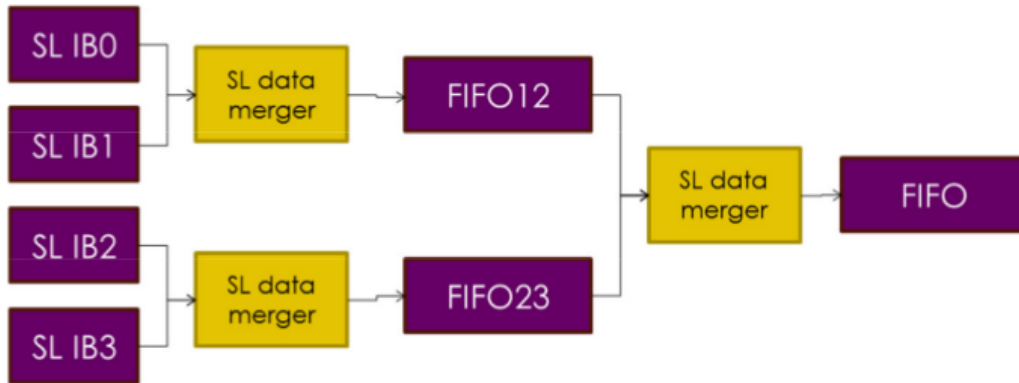 SL IB0
SL IB1
SL data
merger
FIFO12
SL IB2
SL IB3
SL data
merger
FIFO23
SL data
merger
FIFO